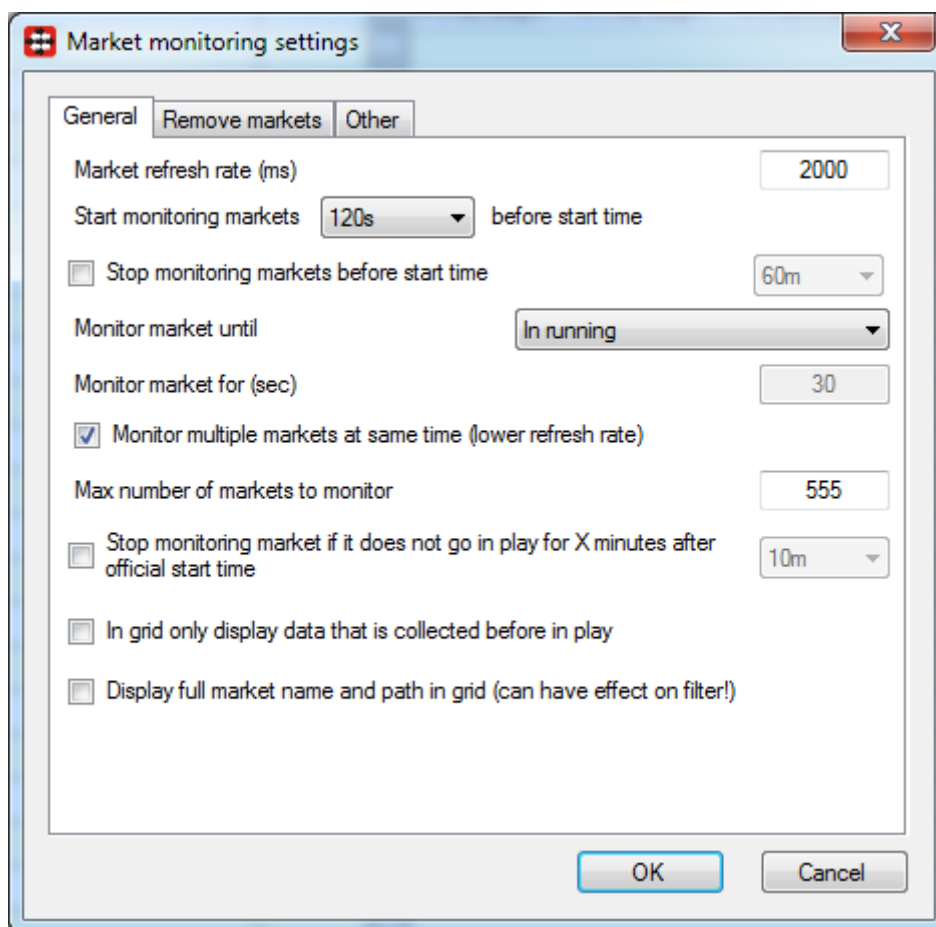 Market monitoring settings
General Remove markets Other
Market refresh rate (ms) 2000
Start monitoring markets 120s before start time
Stop monitoring markets before start time 60m
Monitor market until In running
Monitor market for (sec) 30
Monitor multiple markets at same time (lower refresh rate)
Max number of markets to monitor 555
Stop monitoring market if it does not go in play for X minutes after
official start time 10m
In grid only display data that is collected before in play
Display full market name and path in grid (can have effect on filter!)
OK Cancel